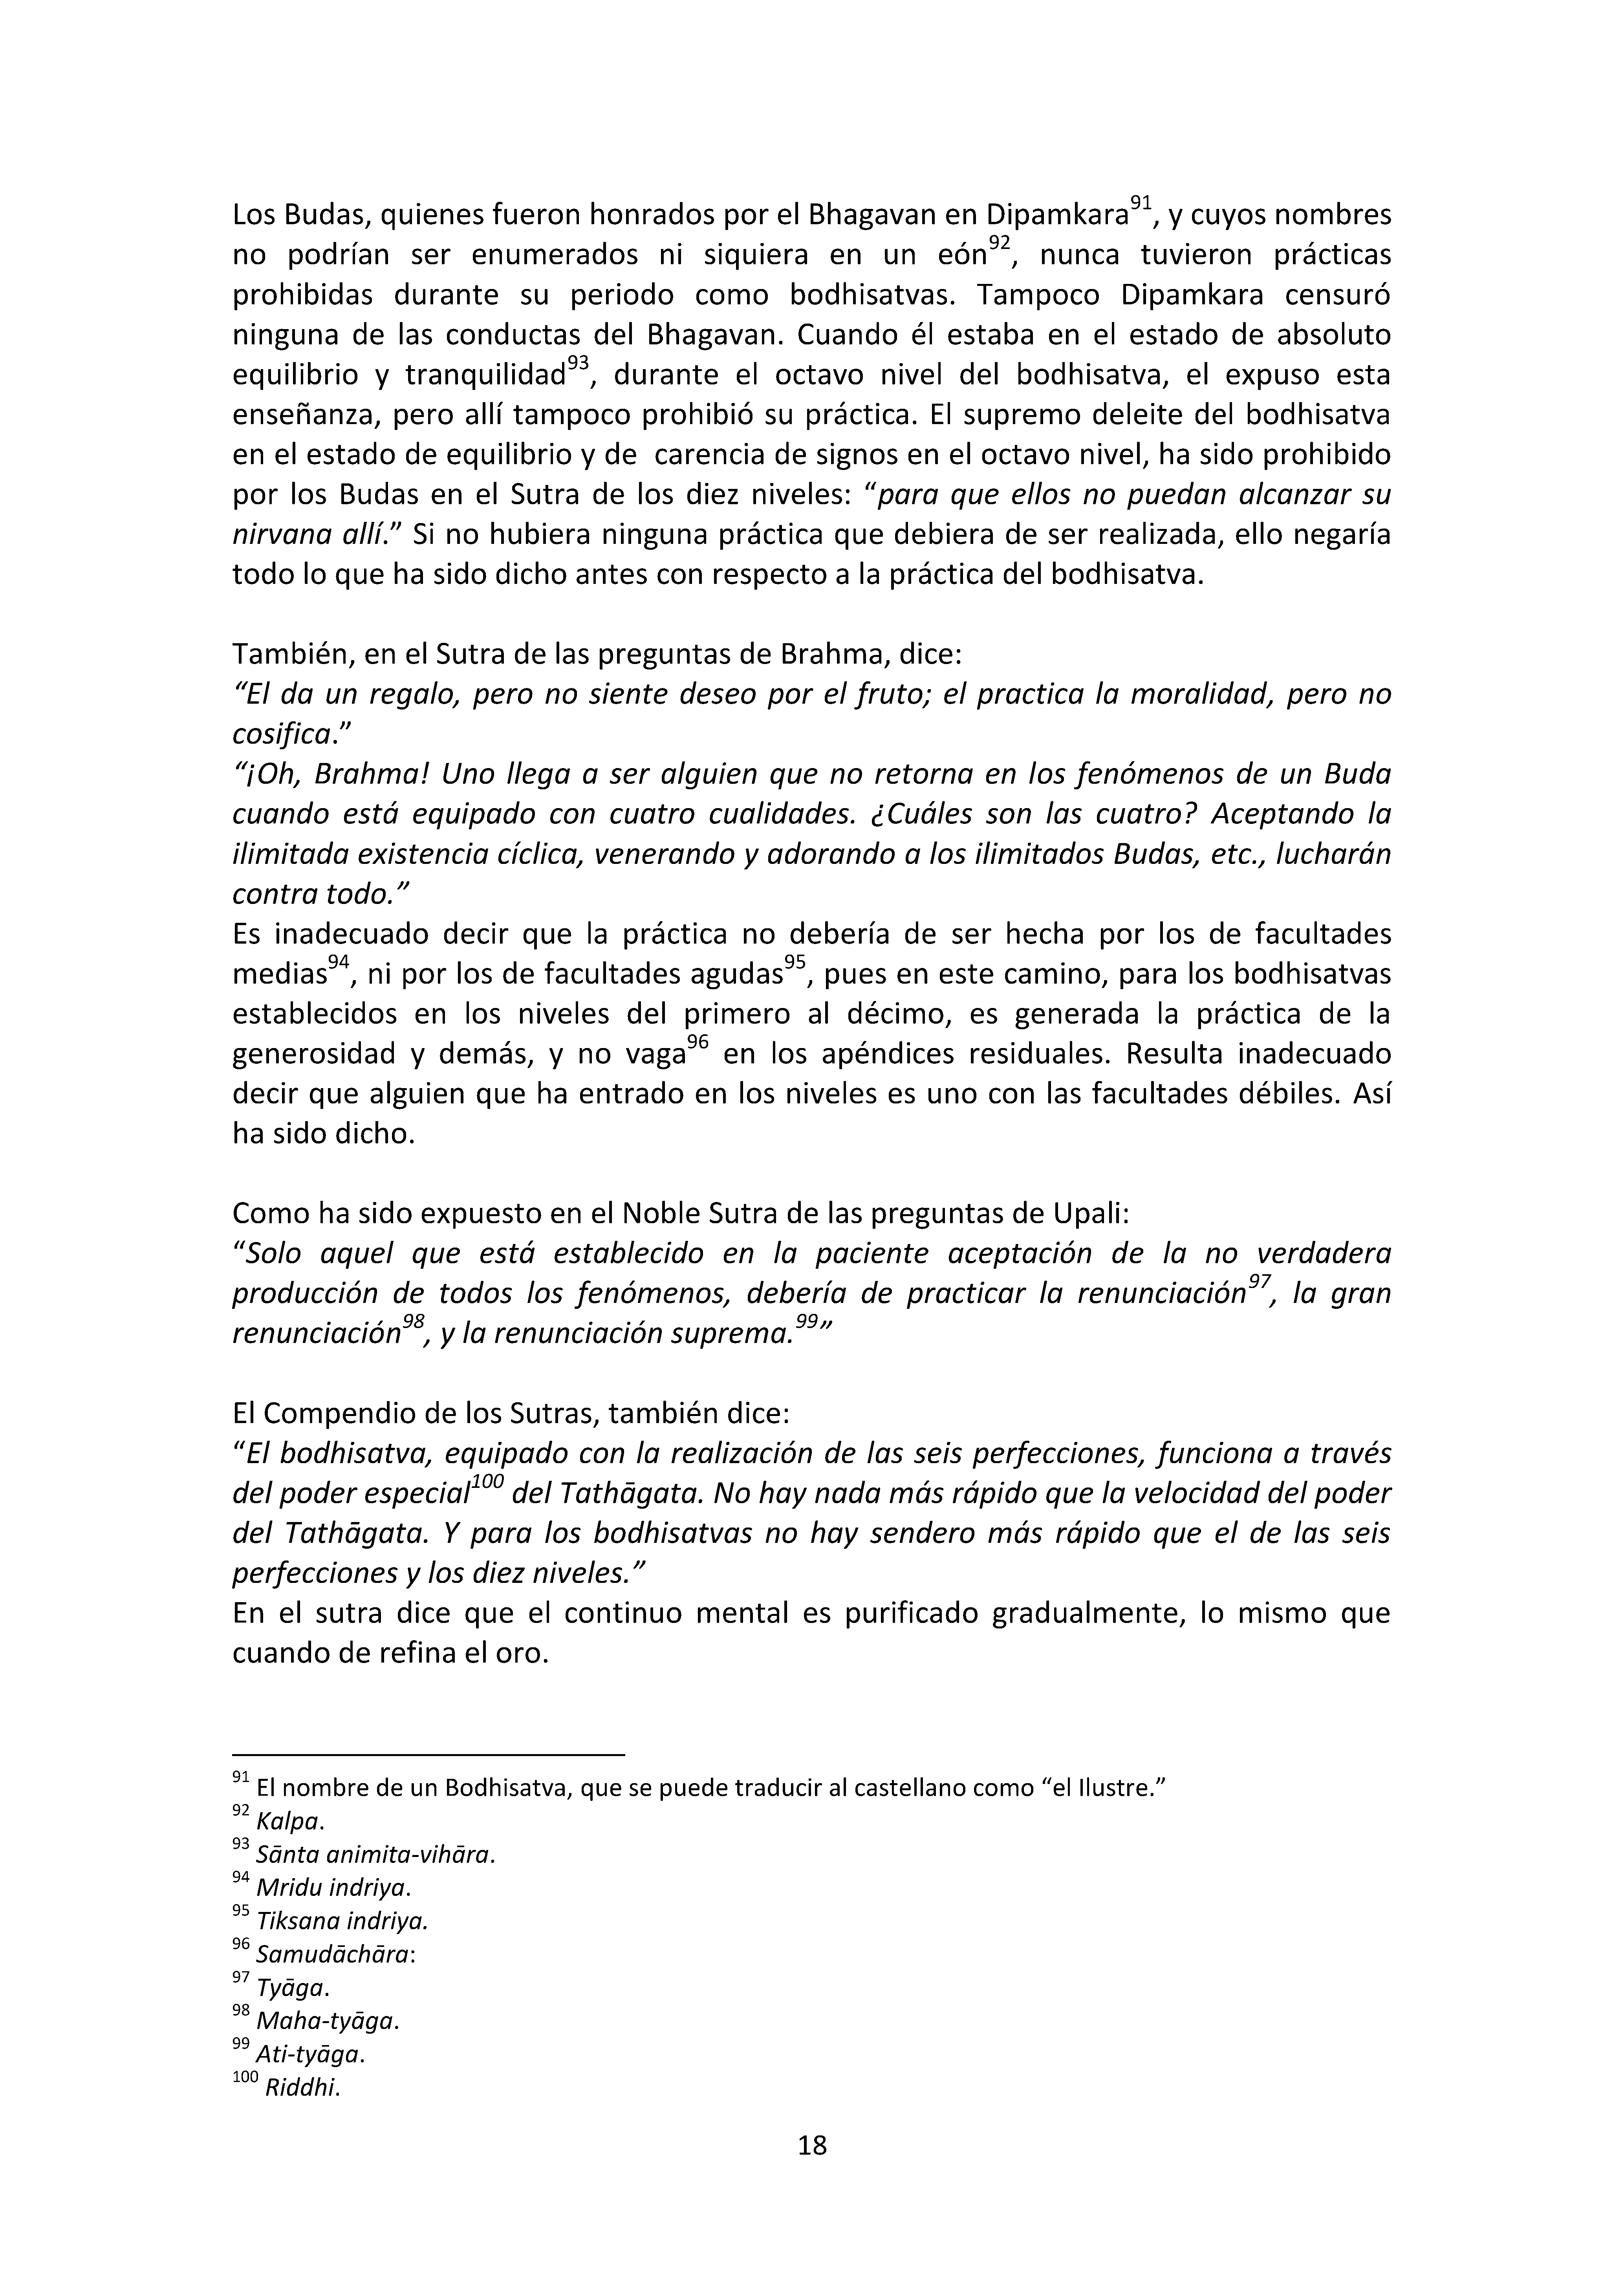 Los Budas, quienes fueron honrados por el Bhagavan en Dipamkara91, y cuyos nombres
no podrían ser enumerados ni siquiera en un eón92, nunca tuvieron prácticas
prohibidas durante su periodo como bodhisatvas. Tampoco Dipamkara censuró
ninguna de las conductas del Bhagavan. Cuando él estaba en el estado de absoluto
equilibrio y tranquilidad93, durante el octavo nivel del bodhisatva, el expuso esta
enseñanza, pero allí tampoco prohibió su práctica. El supremo deleite del bodhisatva
en el estado de equilibrio y de carencia de signos en el octavo nivel, ha sido prohibido
por los Budas en el Sutra de los diez niveles: “para que ellos no puedan alcanzar su
nirvana allí.” Si no hubiera ninguna práctica que debiera de ser realizada, ello negaría
todo lo que ha sido dicho antes con respecto a la práctica del bodhisatva.
También, en el Sutra de las preguntas de Brahma, dice:
“El da un regalo, pero no siente deseo por el fruto; el practica la moralidad, pero no
cosifica.”
“¡Oh, Brahma! Uno llega a ser alguien que no retorna en los fenómenos de un Buda
cuando está equipado con cuatro cualidades. ¿Cuáles son las cuatro? Aceptando la
ilimitada existencia cíclica, venerando y adorando a los ilimitados Budas, etc., lucharán
contra todo.”
Es inadecuado decir que la práctica no debería de ser hecha por los de facultades
medias94, ni por los de facultades agudas95, pues en este camino, para los bodhisatvas
establecidos en los niveles del primero al décimo, es generada la práctica de la
generosidad y demás, y no vaga96 en los apéndices residuales. Resulta inadecuado
decir que alguien que ha entrado en los niveles es uno con las facultades débiles. Así
ha sido dicho.
Como ha sido expuesto en el Noble Sutra de las preguntas de Upali:
“Solo aquel que está establecido en la paciente aceptación de la no verdadera
producción de todos los fenómenos, debería de practicar la renunciación97, la gran
renunciación98, y la renunciación suprema.99”
El Compendio de los Sutras, también dice:
“El bodhisatva, equipado con la realización de las seis perfecciones, funciona a través
del poder especial100 del Tathāgata. No hay nada más rápido que la velocidad del poder
del Tathāgata. Y para los bodhisatvas no hay sendero más rápido que el de las seis
perfecciones y los diez niveles.”
En el sutra dice que el continuo mental es purificado gradualmente, lo mismo que
cuando de refina el oro.
91 El nombre de un Bodhisatva, que se puede traducir al castellano como “el Ilustre.”
92 Kalpa.
93 Sānta animita-vihāra.
94 Mridu indriya.
95 Tiksana indriya.
96 Samudāchāra:
97 Tyāga.
98 Maha-tyāga.
99 Ati-tyāga.
100 Riddhi.
18